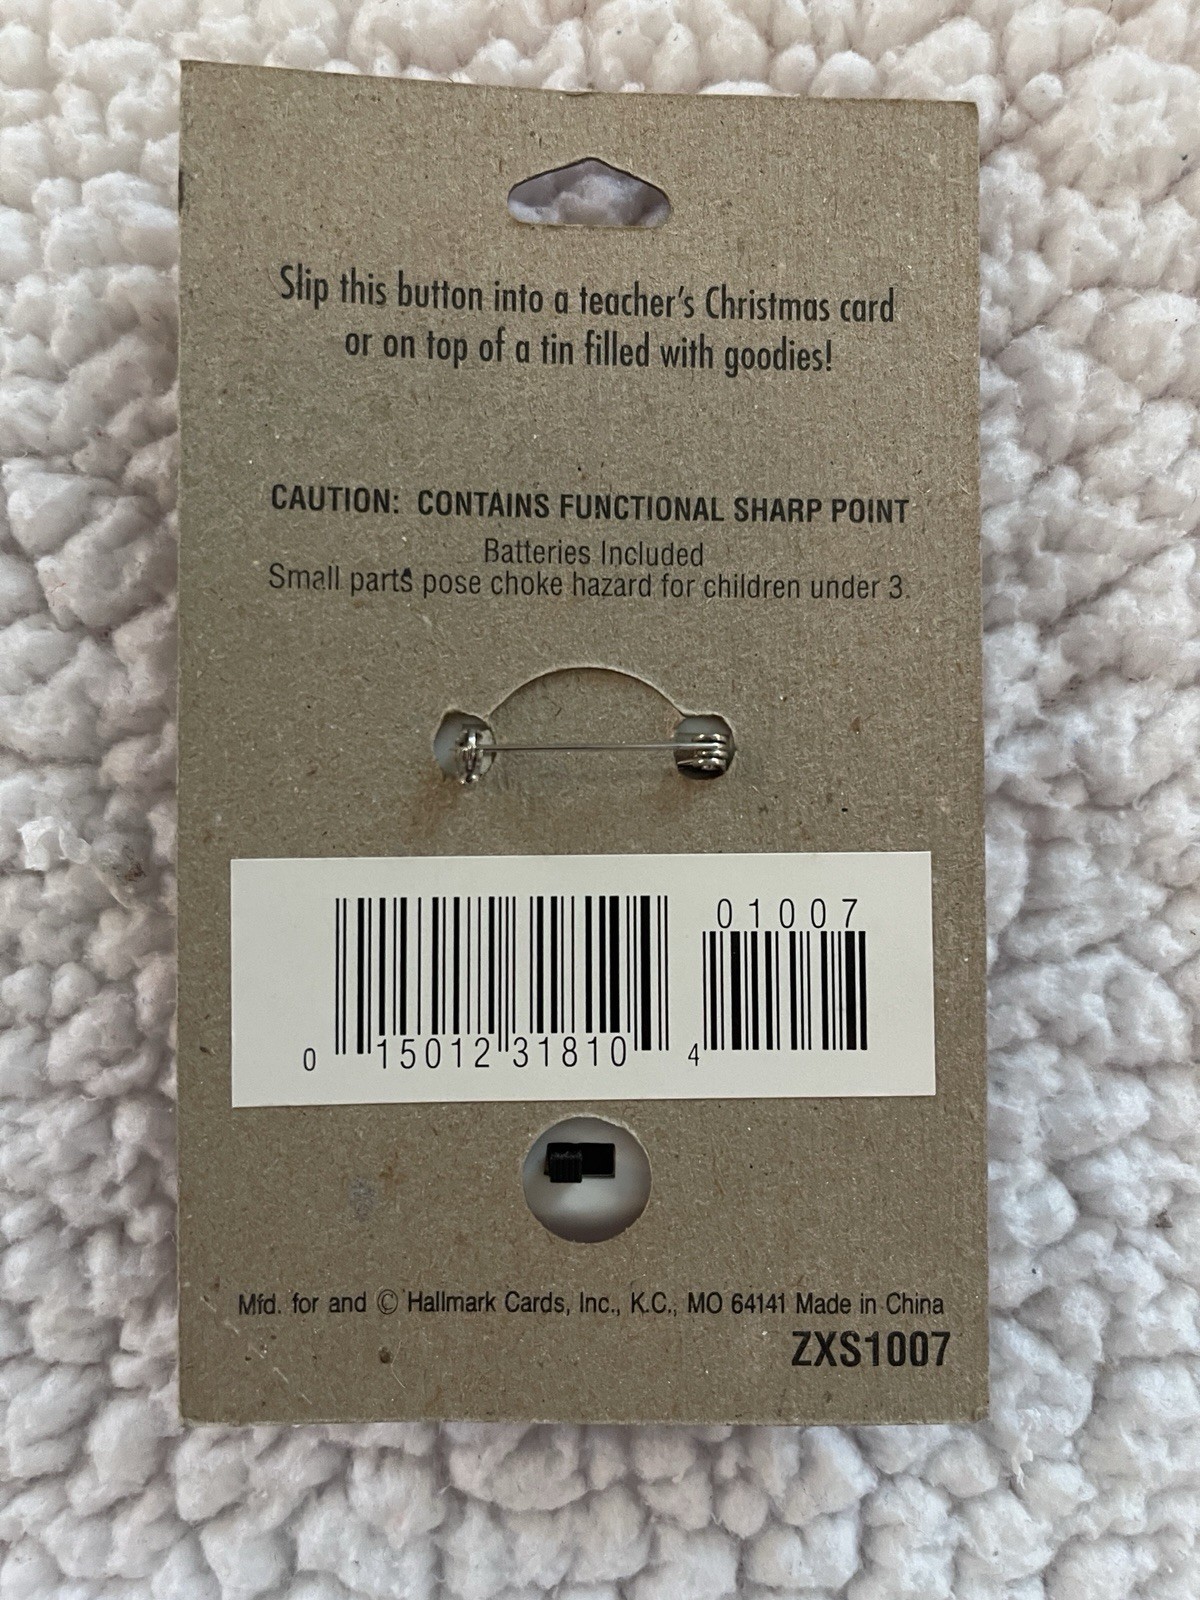 Slip this button into a teacher's Christmas card
or on top of a tin filled with goodies!
CAUTION: CONTAINS FUNCTIONAL SHARP POINT
Batteries Included
Small parts pose choke hazard for children under 3.
01007
0 15012 31810 4
Mfd. for and © Hallmark Cards, Inc., K.C., MO 64141 Made in China
ZXS1007